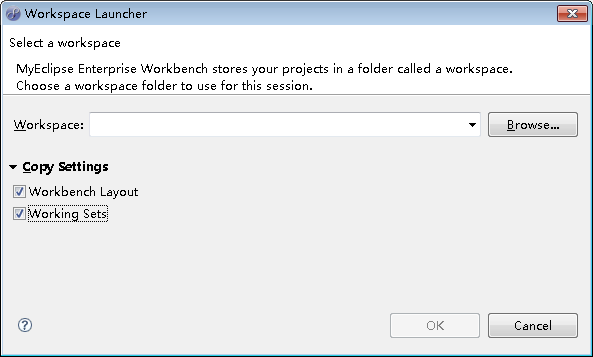 Workspace Launcher
Select a workspace
MyEclipse Enterprise Workbench stores your projects in a folder called a workspace.
Choose a workspace folder to use for this session.
Workspace:
Browse...
Copy Settings
Workbench Layout
Working Sets
?
OK
Cancel